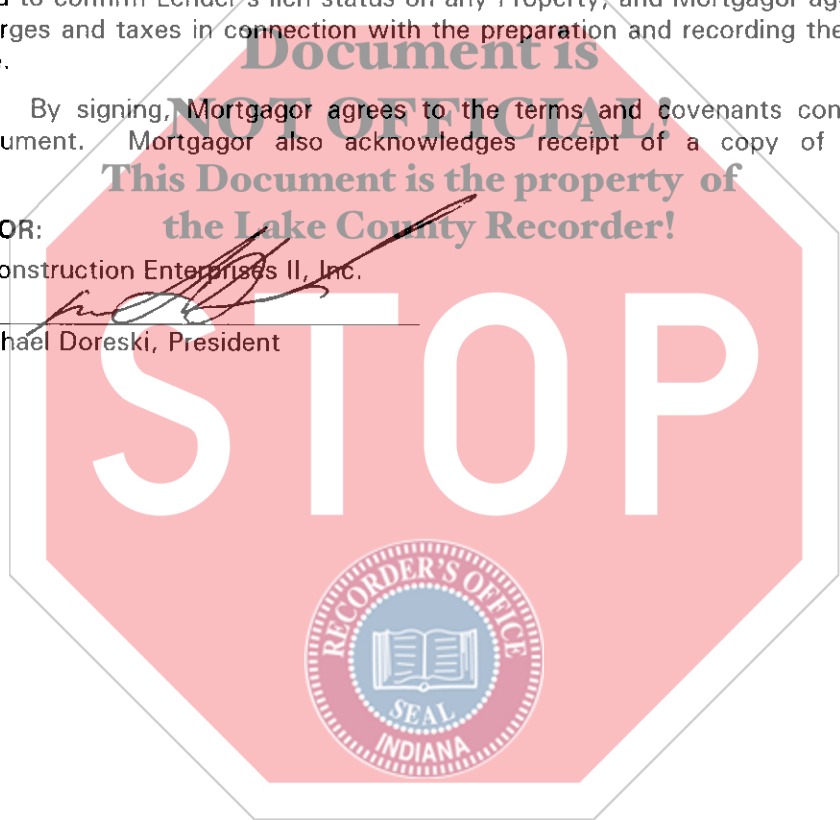 to confirm Lender's lien status on any Property, and Mortgagor
rges and taxes in connection with the preparation and recording the
Document is
By signing, Mortgagor agrees to the terms and covenants con
NOT OFFICIAL!
ument. Mortgagor also acknowledges receipt of a copy of
This Document is the property of
the Lake County Recorder!
OR:
onstruction Enterprises II, Inc.
hael Doreski, President
STOP
RECORDER'S OFFICE
SEAL
INDIANA